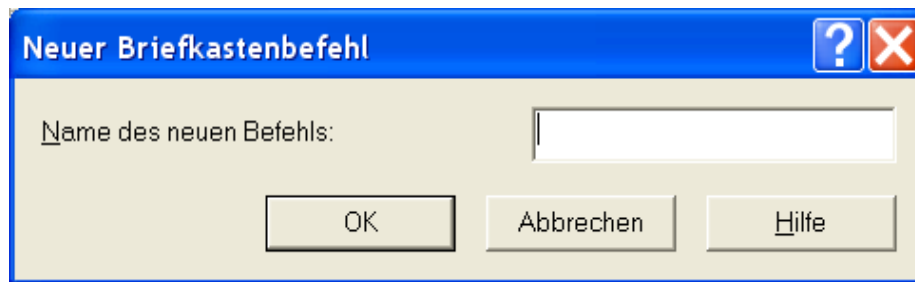 Neuer Briefkastenbefehl
?
Name des neuen Befehls:
OK Abbrechen Hilfe